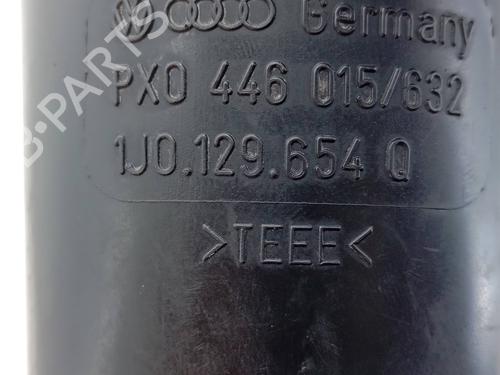 Germany
PX0 446 015/632
1J0.129.654 Q
>TEEE<
B-PARTS